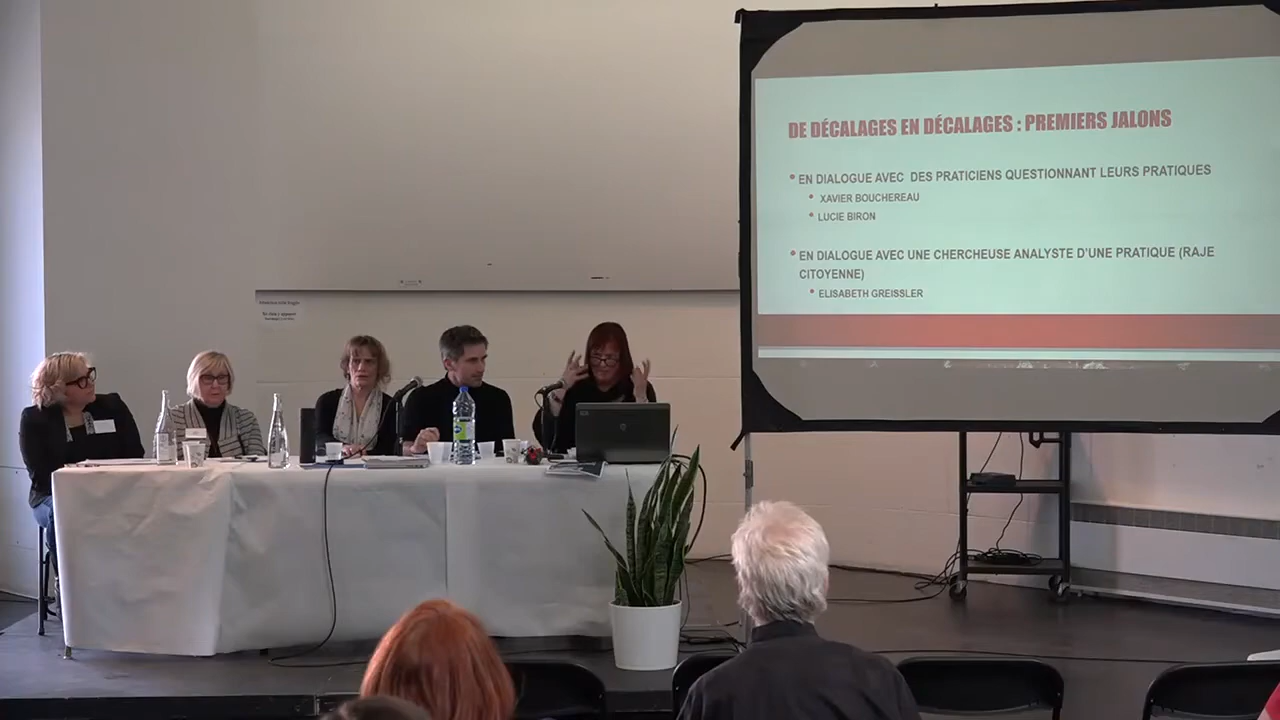 DE DÉCALAGES EN DÉCALAGES : PREMIERS JALONS
• EN DIALOGUE AVEC DES PRATICIENS QUESTIONNANT LEURS PRATIQUES
• XAVIER BOUCHEREAU
• LUCIE BIRON
• EN DIALOGUE AVEC UNE CHERCHEUSE ANALYSTE D'UNE PRATIQUE (RAJE
CITOYENNE)
• ELISABETH GREISSLER